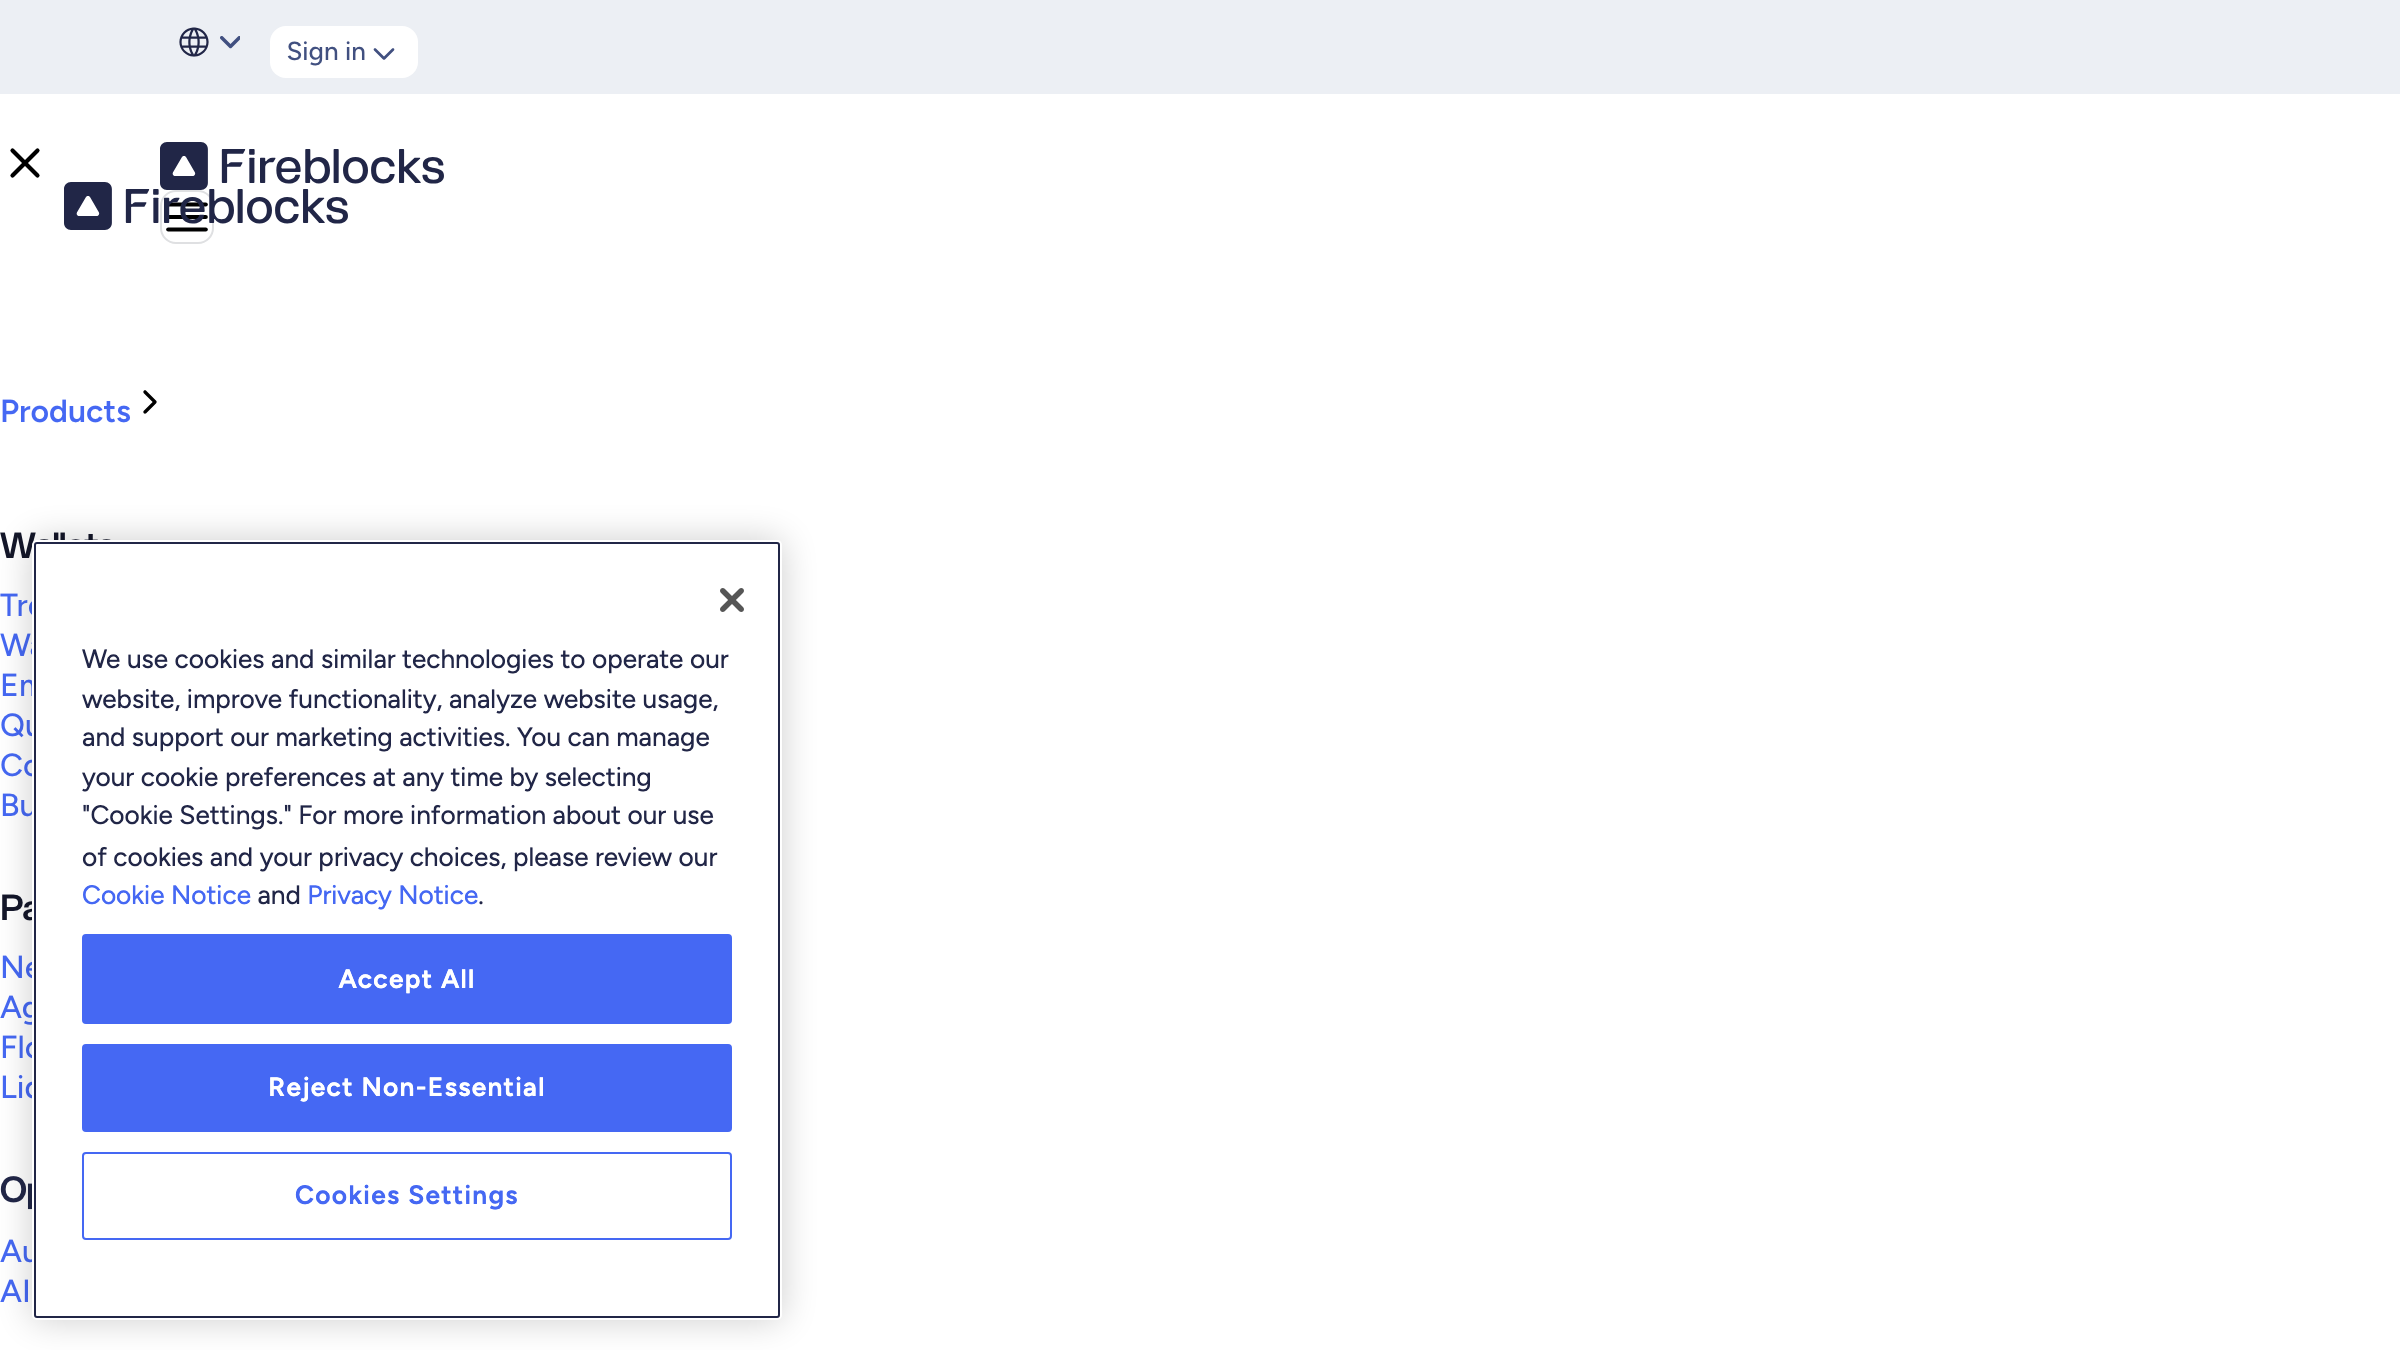 Sign in
Fireblocks
Fireblocks
Products
We use cookies and similar technologies to operate our
website, improve functionality, analyze website usage,
and support our marketing activities. You can manage
your cookie preferences at any time by selecting
"Cookie Settings." For more information about our use
of cookies and your privacy choices, please review our
Cookie Notice and Privacy Notice.
Accept All
Reject Non-Essential
Cookies Settings